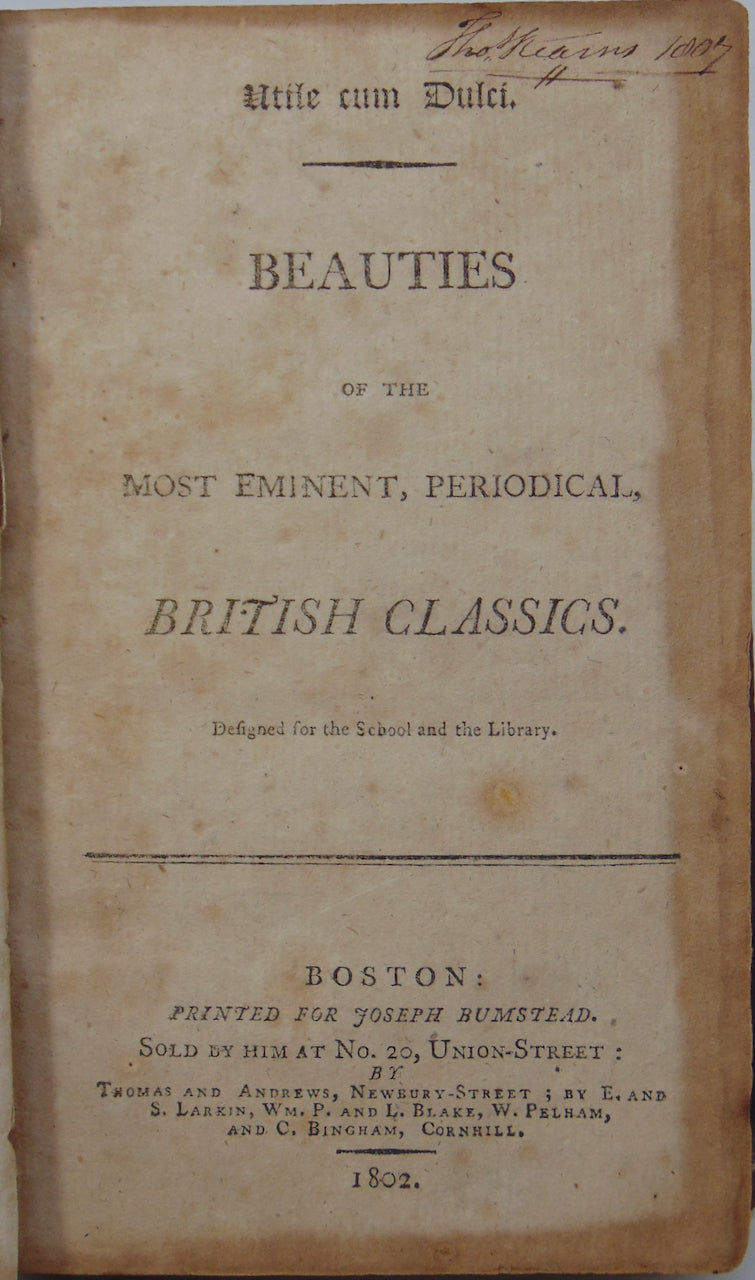 Tho. Kearns 1807
Utile cum Dulci.
BEAUTIES
OF THE
MOST EMINENT, PERIODICAL,
BRITISH CLASSICS.
Deſigned for the School and the Library.
BOSTON:
PRINTED FOR JOSEPH BUMSTEAD.
SOLD BY HIM AT NO. 20, UNION-STREET :
BY
THOMAS AND ANDREWS, NEWBURY-STREET ; BY E. AND
S. LARKIN, WM. P. AND L. BLAKE, W. PELHAM,
AND C. BINGHAM, CORNHILL.
1802.